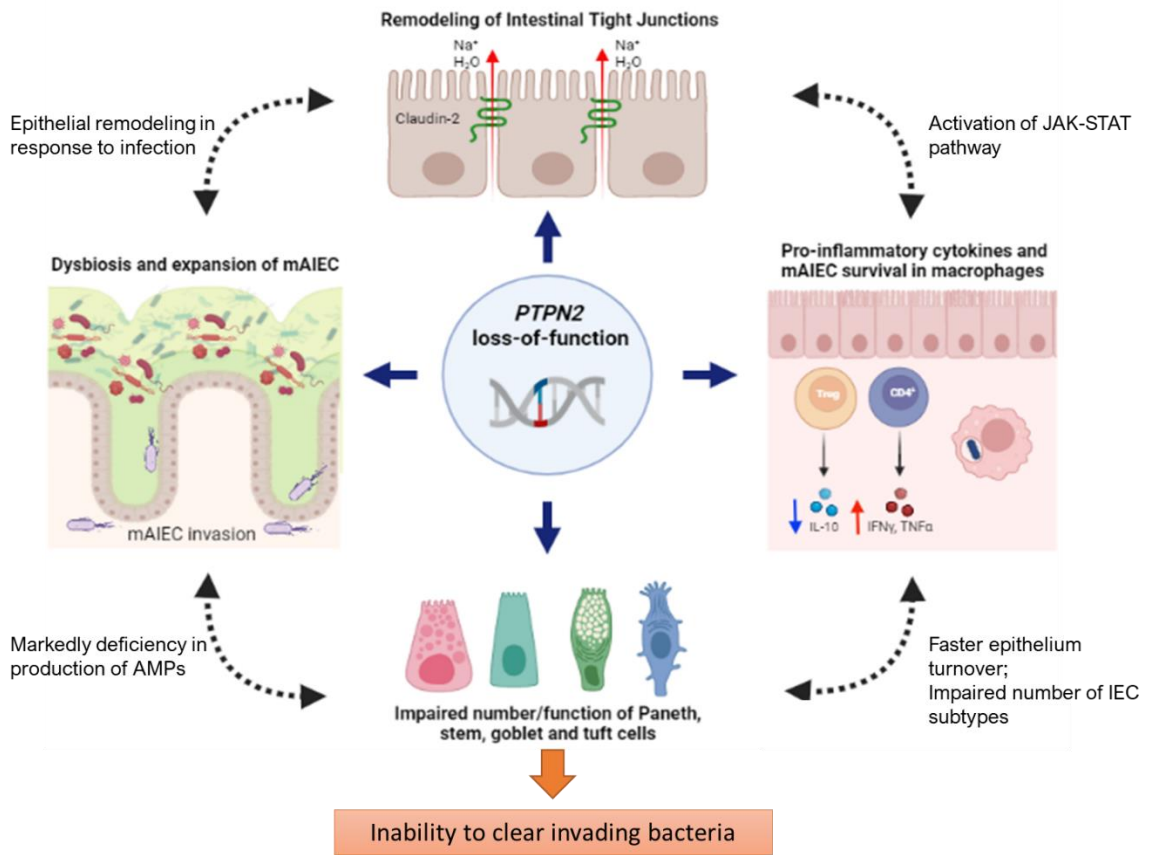 Remodeling of Intestinal Tight Junctions
Na⁺
H₂O
Na⁺
H₂O
Claudin-2
Epithelial remodeling in
response to infection
Activation of JAK-STAT
pathway
Dysbiosis and expansion of mAIEC
mAIEC invasion
PTPN2
loss-of-function
Pro-inflammatory cytokines and
mAIEC survival in macrophages
Treg
CD4⁺
IL-10
IFNγ, TNFα
Markedly deficiency in
production of AMPs
Faster epithelium
turnover;
Impaired number of IEC
subtypes
Impaired number/function of Paneth,
stem, goblet and tuft cells
Inability to clear invading bacteria